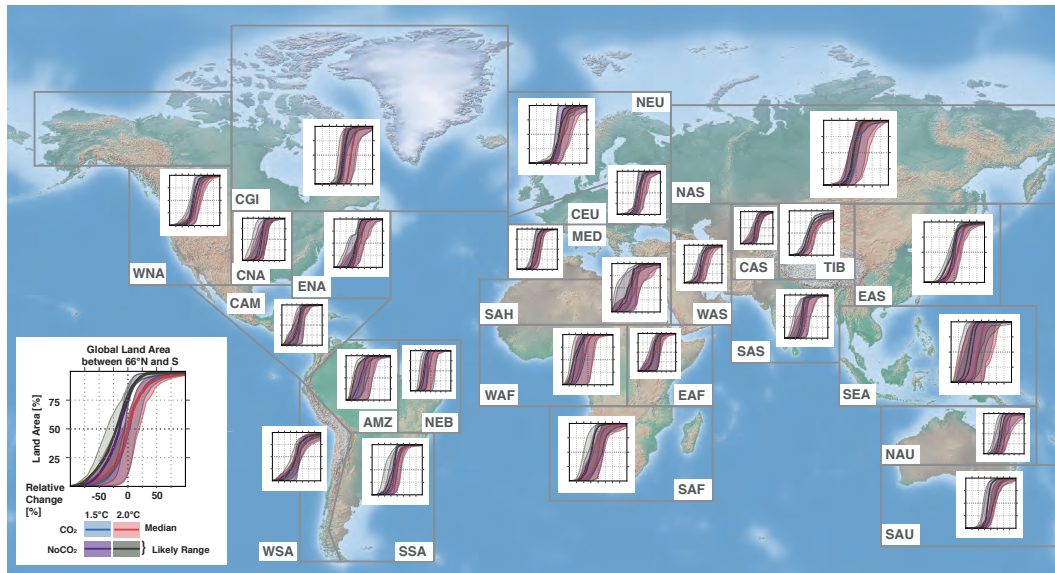 NEU
CGI
NAS
CEU
MED
WNA
CNA
ENA
CAS
TIB
EAS
CAM
SAH
WAS
SAS
WAF
EAF
SEA
AMZ
NEB
NAU
SAF
SAU
WSA
SSA
Global Land Area
between 66°N and S
Land Area [%]
75
50
25
Relative
Change
[%]
-50
0
50
1.5°C
2.0°C
CO₂
Median
NoCO₂
} Likely Range